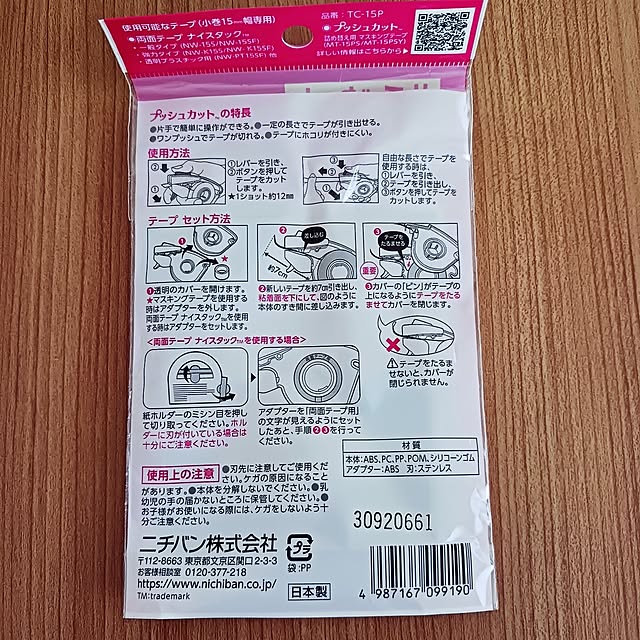 使用可能なテープ(小巻15mm幅専用)
●両面テープ ナイスタック™
・一般タイプ(NW-15S/NW-15SF)
・強力タイプ(NW-K15S/NW-K15SF)
・透明プラスチック用(NW-PT15SF) 他
品番: TC-15P
●プッシュカット™
詰め替え用 マスキングテープ
(MT-15PS/MT-15PSY)
詳しい情報はこちらから▶
プッシュカット™の特長
●片手で簡単に操作ができる。●一定の長さでテープが引き出せる。
●ワンプッシュでテープが切れる。●テープにホコリが付きにくい。
使用方法
①レバーを引き、
②ボタンを押して
テープをカット
します。
★1ショット約12mm
自由な長さでテープを
使用する時は、
①レバーを引き、
②テープを引き出し、
③ボタンを押してテープを
カットします。
テープ セット方法
差し込む
約7cm
テープを
たるませる
重要
❶透明のカバーを開けます。
★マスキングテープを使用する
時はアダプターを外します。
両面テープ ナイスタック™を使用
する時はアダプターをセットします。
❷新しいテープを約7cm引き出し、
粘着面を下にして、図のように
本体のすき間に差し込みます。
❸カバーの「ピン」がテープの
上になるようにテープをたる
ませてカバーを閉じます。
<両面テープ ナイスタック™を使用する場合>
⚠テープをたるま
せないと、カバーが
閉じられません。
紙ホルダーのミシン目を押し
て切り取ってください。ホル
ダーに刃が付いている場合は
十分にご注意ください。
アダプターを「両面テープ用」
の文字が見えるようにセット
したあと、手順❷❸を行って
ください。
材質
本体:ABS、PC、PP、POM、シリコーンゴム
アダプター:ABS 刃:ステンレス
使用上の注意
●刃先に注意してご使用くだ
さい。ケガの原因になること
があります。●本体を分解しないでください。●乳
幼児の手の届かないところに保管してください。●
お子様がお使いになる際には、ケガをしないよう十
分ご注意ください。
30920661
ニチバン株式会社
〒112-8663 東京都文京区関口2-3-3
お客様相談室 0120-377-218
https://www.nichiban.co.jp/
TM:trademark
プラ
袋:PP
日本製
4 987167 099190